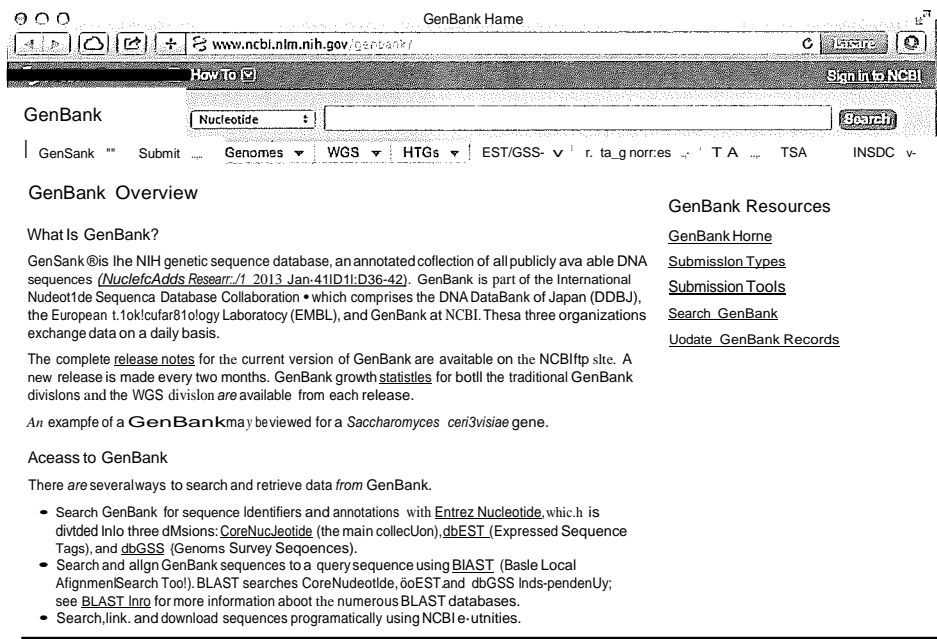 GenBank Hame
www.ncbl.nlm.nih.gov/genbank/
How To
Sign in to NCBI
GenBank
Nucleotide
Search
GenSank "" Submit Genomes WGS HTGs EST/GSS- v T A TSA INSDC v-
GenBank Overview
What Is GenBank?
GenSank ®is Ihe NIH genetic sequence database, an annotated coflection of all publicly ava able DNA
sequences (NuclefcAdds Researr:./1 2013 Jan·41ID1I:D36-42). GenBank is part of the International
Nudeot1de Sequenca Database Collaboration • which comprises the DNA DataBank of Japan (DDBJ),
the European t.1ok!cufar81o!ogy Laboratocy (EMBL), and GenBank at NCBI. Thesa three organizations
exchange data on a daily basis.
The complete release notes for the current version of GenBank are available on the NCBIftp slte. A
new release is made every two months. GenBank growth statistles for botll the traditional GenBank
divislons and the WGS divislon are available from each release.
An exampfe of a GenBankmay beviewed for a Saccharomyces ceri3visiae gene.
Aceass to GenBank
There are severalways to search and retrieve data from GenBank.
• Search GenBank for sequence Identifiers and annotations with Entrez Nucleotide, whic.h is
divtded Inlo three dMsions: CoreNucJeotide (the main collecUon), dbEST (Expressed Sequence
Tags), and dbGSS {Genoms Survey Seqoences).
• Search and allgn GenBank sequences to a query sequence using BIAST (Basle Local
AfignmenlSearch Too!). BLAST searches CoreNudeotlde, öoEST.and dbGSS Inds-pendenUy;
see BLAST lnro for more information aboot the numerous BLAST databases.
• Search,link. and download sequences programatically using NCBI e·utnities.
GenBank Resources
GenBank Horne
Submisslon Types
Submission Tools
Search GenBank
Uodate GenBank Records